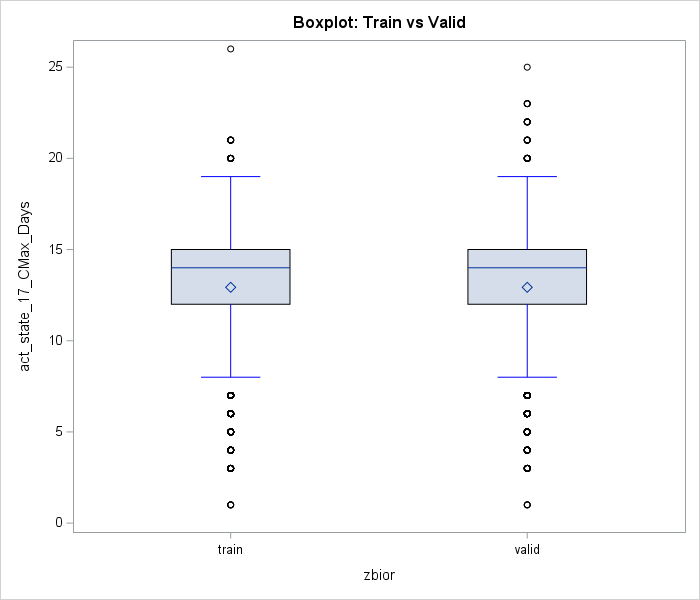 Boxplot: Train vs Valid
act_state_17_CMax_Days
25
20
15
10
5
0
train
valid
zbior